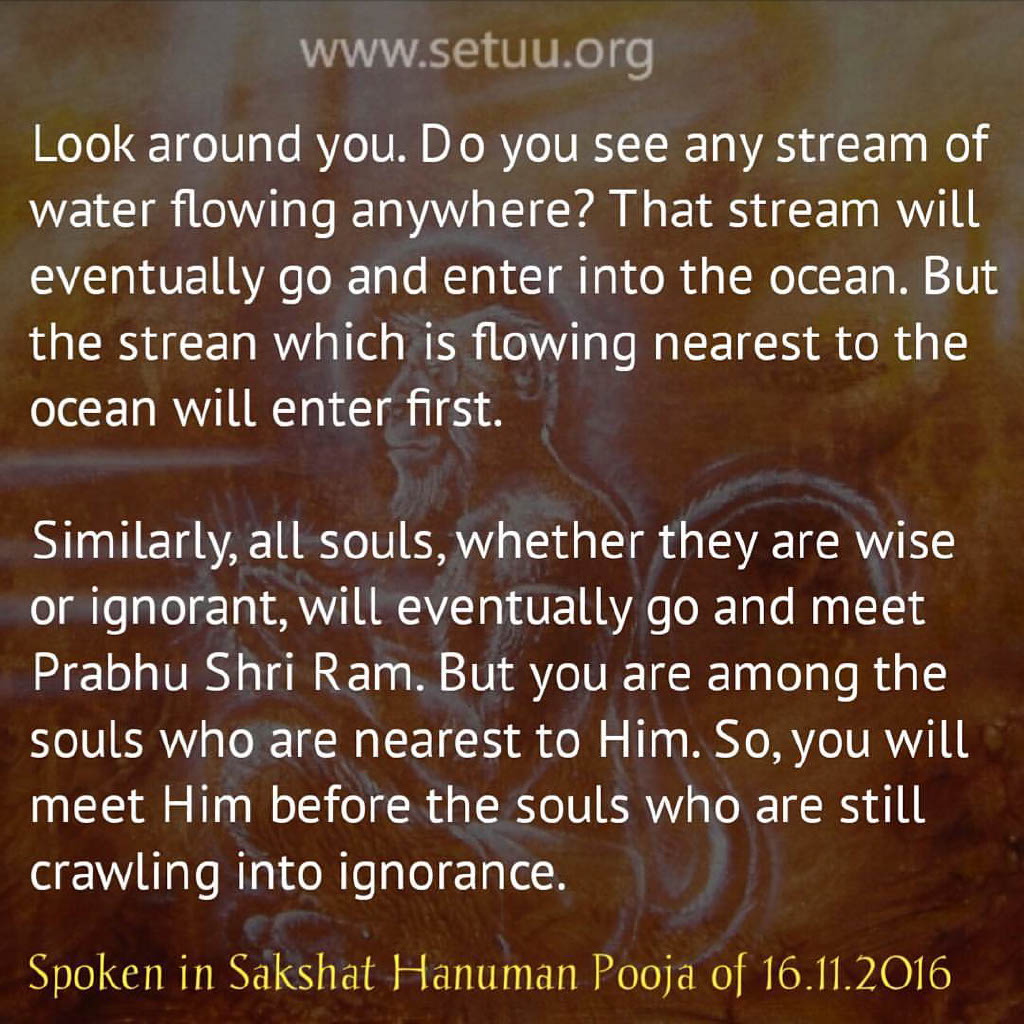 www.setuu.org
Look around you. Do you see any stream of
water flowing anywhere? That stream will
eventually go and enter into the ocean. But
the strean which is flowing nearest to the
ocean will enter first.
Similarly, all souls, whether they are wise
or ignorant, will eventually go and meet
Prabhu Shri Ram. But you are among the
souls who are nearest to Him. So, you will
meet Him before the souls who are still
crawling into ignorance.
Spoken in Sakshat Hanuman Pooja of 16.11.2016